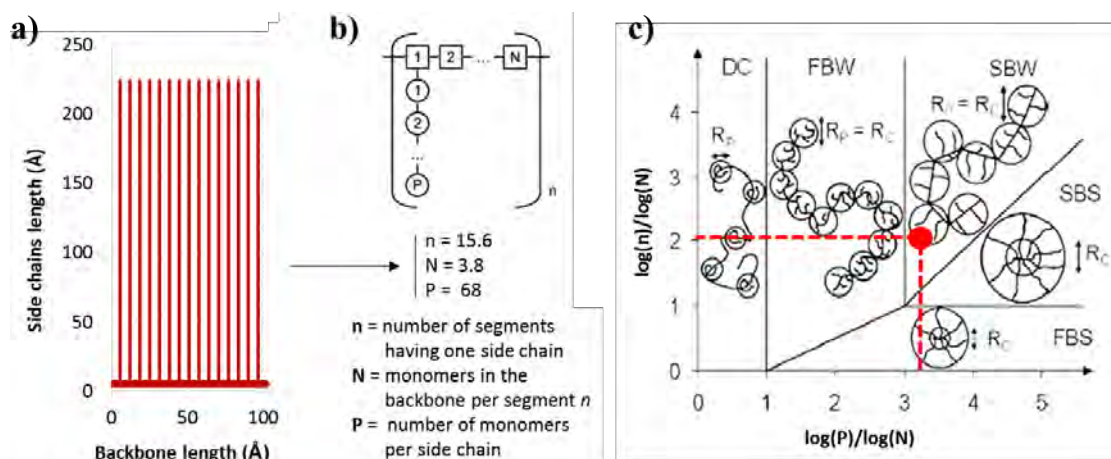 a)
250
200
150
100
50
0
Side chains length (Å)
0
50
100
Backbone length (Å)
b)
1
2
...
N
1
2
...
P
n
n = 15.6
N = 3.8
P = 68
n = number of segments
having one side chain
N = monomers in the
backbone per segment n
P = number of monomers
per side chain
c)
DC
FBW
SBW
4
3
2
1
0
log(n)/log(N)
Rₚ
Rₚ = R_C
= R_C
SBS
R_C
FBS
R_C
0
1
2
3
4
5
log(P)/log(N)